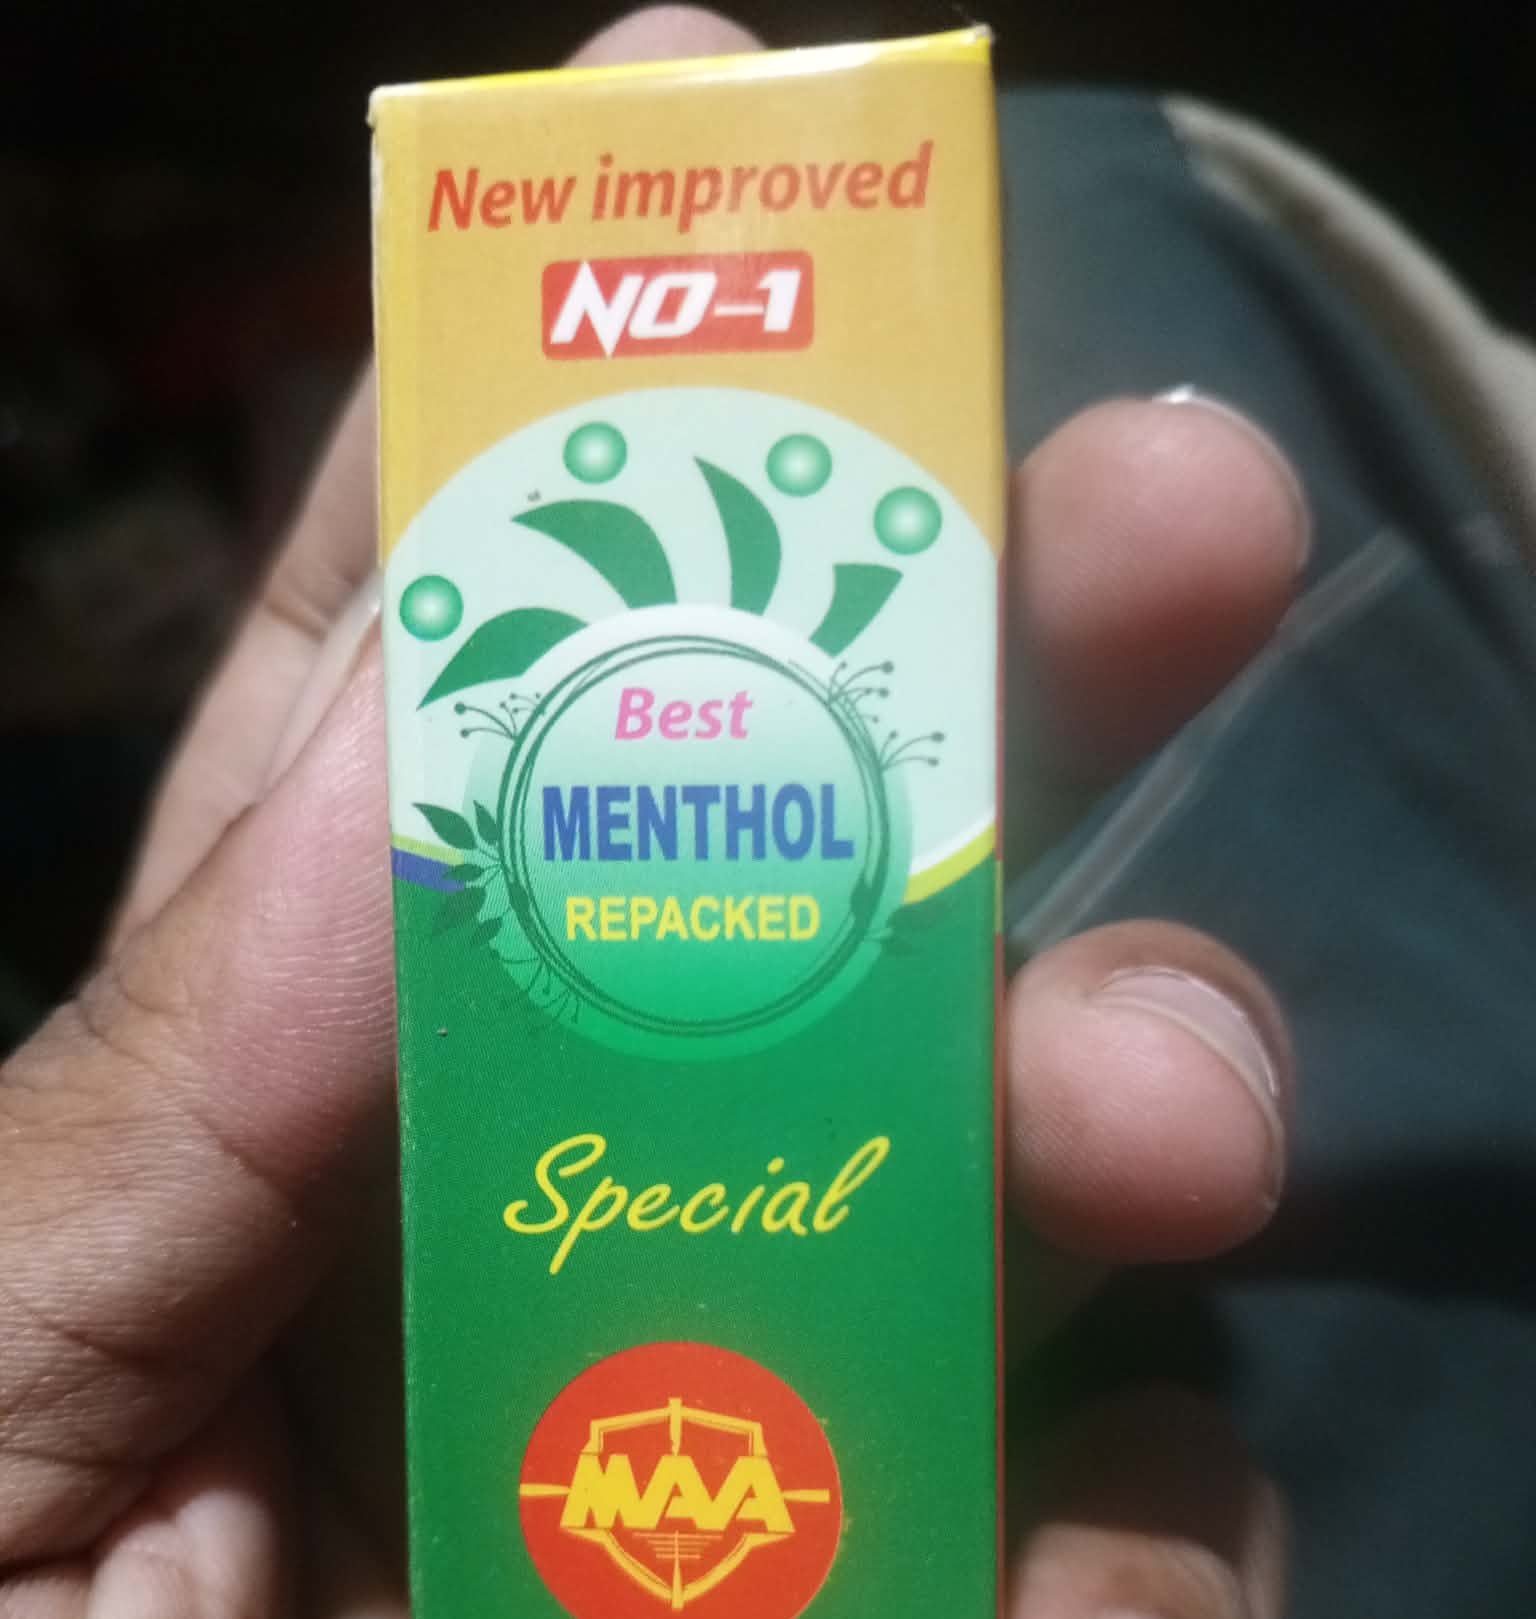 New improved
NO-1
Best
MENTHOL
REPACKED
Special
MAA